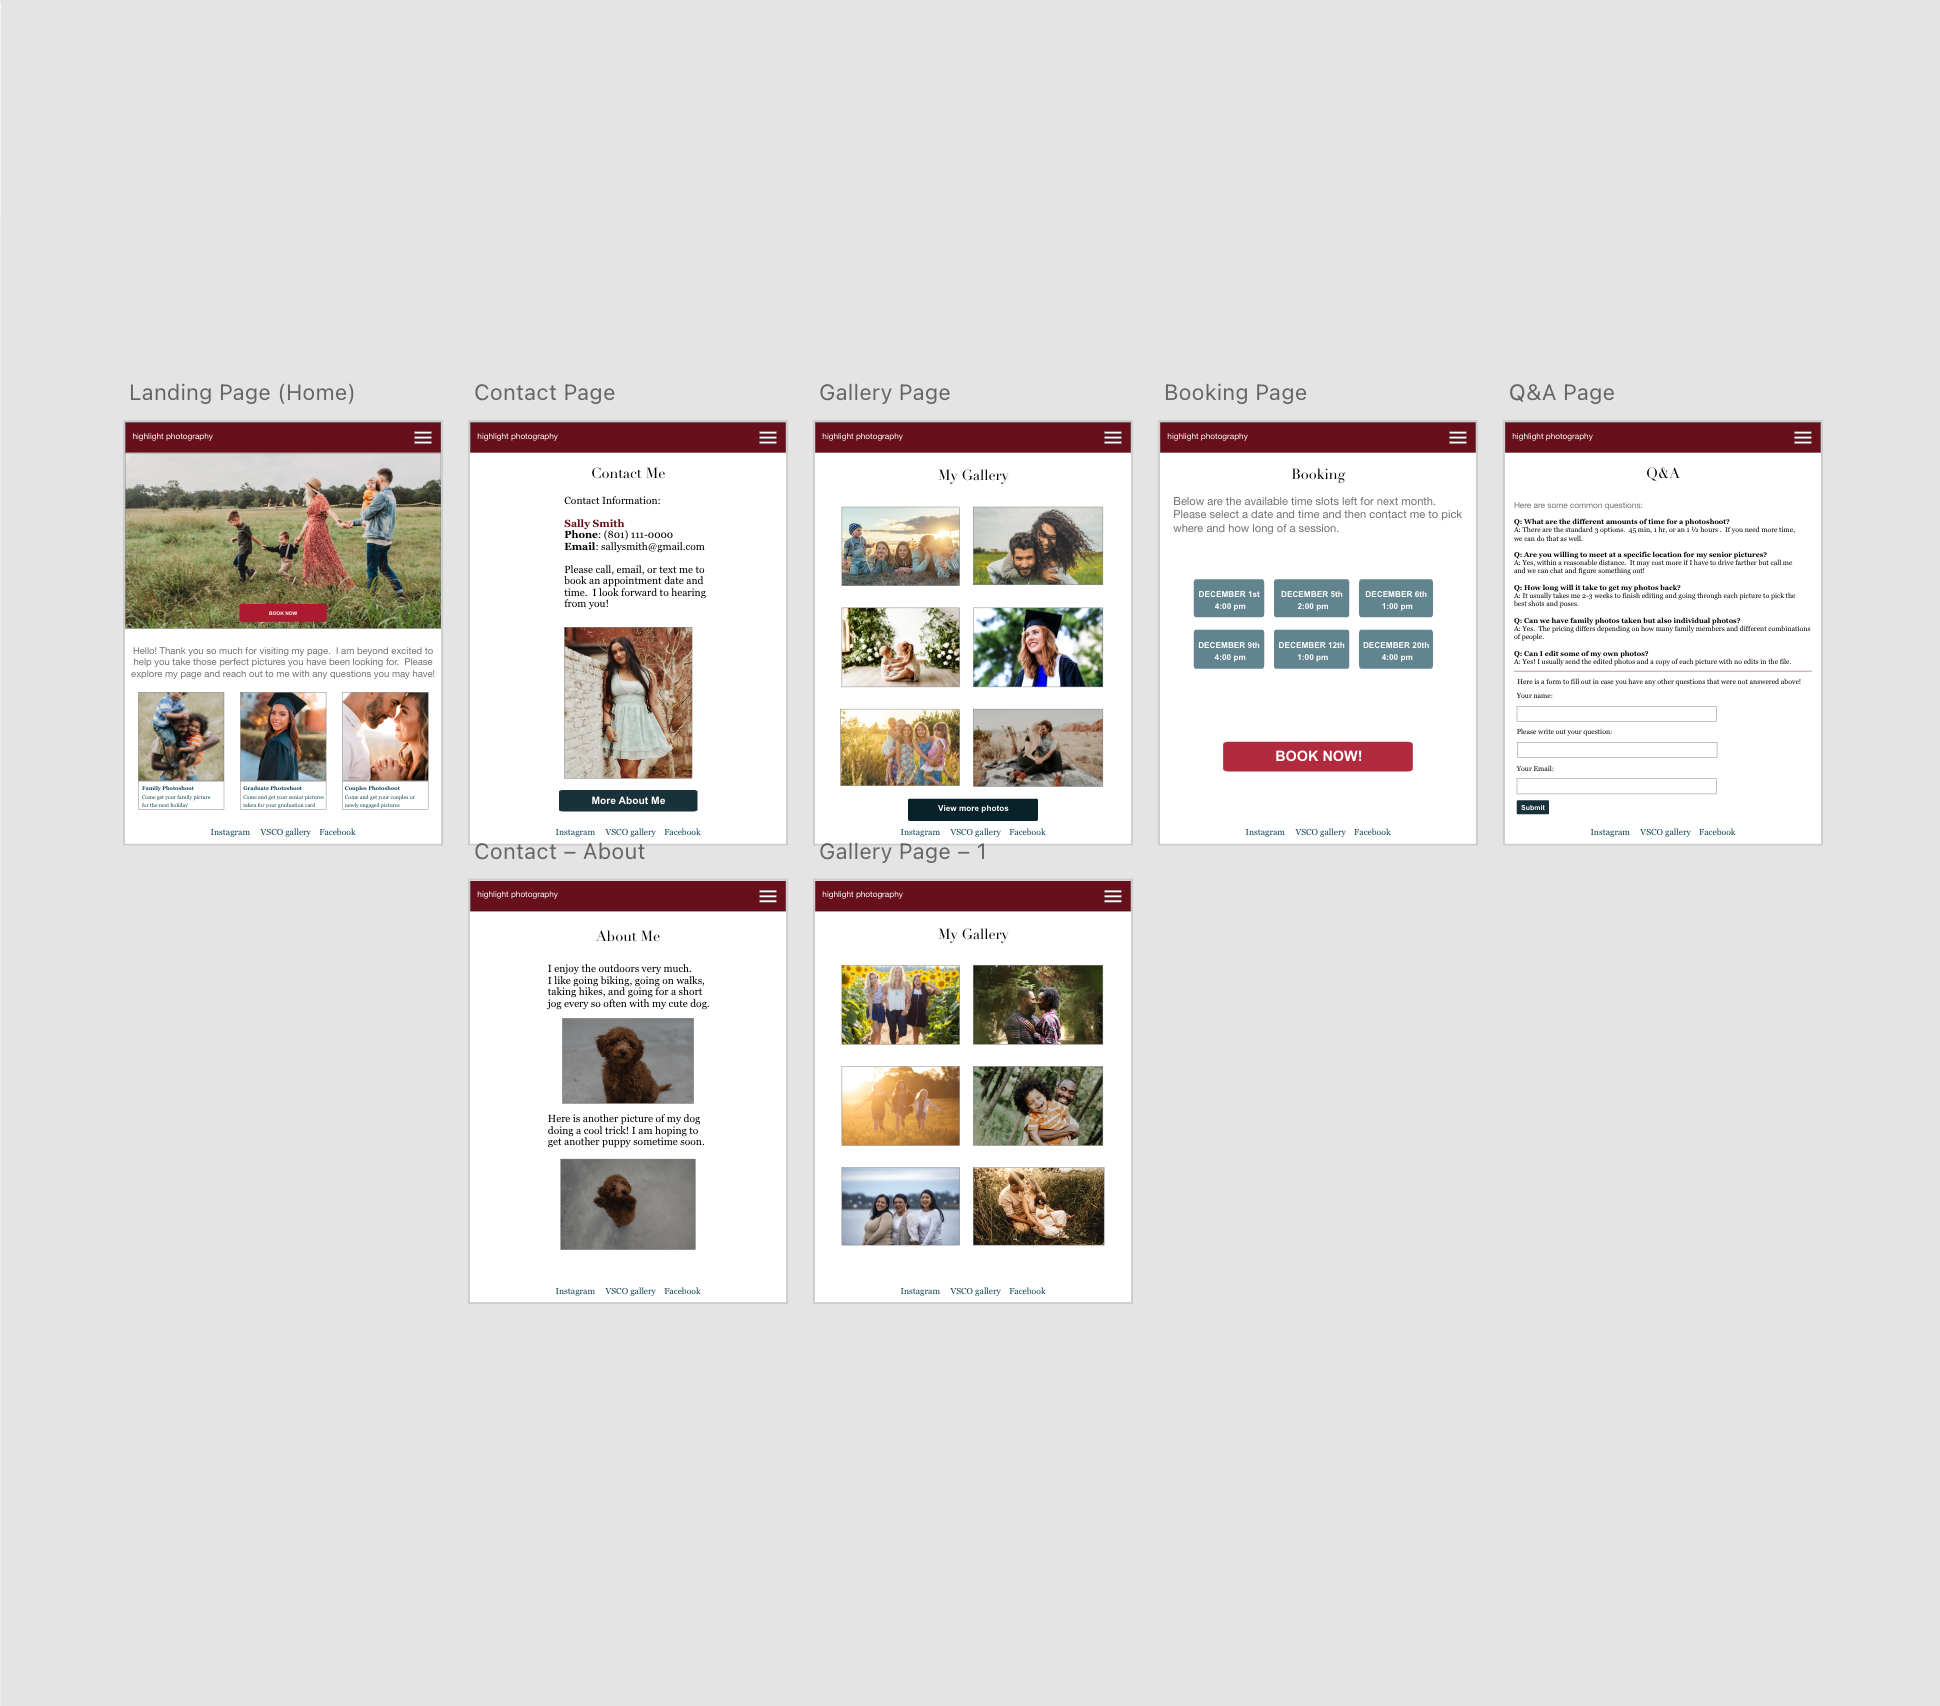 Landing Page (Home)
highlight photography
BOOK NOW
Hello! Thank you so much for visiting my page. I am beyond excited to
help you take those perfect pictures you have been looking for. Please
explore my page and reach out to me with any questions you may have!
Family Photoshoot
Come get your family picture
for the next holiday
Graduate Photoshoot
Come and get your senior pictures
taken for your graduation card
Couples Photoshoot
Come and get your couples or
newly engaged pictures
Instagram VSCO gallery Facebook
Contact Page
highlight photography
Contact Me
Contact Information:
Sally Smith
Phone: (801) 111-0000
Email: sallysmith@gmail.com
Please call, email, or text me to
book an appointment date and
time. I look forward to hearing
from you!
More About Me
Instagram VSCO gallery Facebook
Gallery Page
highlight photography
My Gallery
View more photos
Instagram VSCO gallery Facebook
Booking Page
highlight photography
Booking
Below are the available time slots left for next month.
Please select a date and time and then contact me to pick
where and how long of a session.
DECEMBER 1st
4:00 pm
DECEMBER 5th
2:00 pm
DECEMBER 6th
1:00 pm
DECEMBER 9th
4:00 pm
DECEMBER 12th
1:00 pm
DECEMBER 20th
4:00 pm
BOOK NOW!
Instagram VSCO gallery Facebook
Q&A Page
highlight photography
Q&A
Here are some common questions:
Q: What are the different amounts of time for a photoshoot?
A: There are the standard 3 options. 45 min, 1 hr, or an 1 ½ hours . If you need more time,
we can do that as well.
Q: Are you willing to meet at a specific location for my senior pictures?
A: Yes, within a reasonable distance. It may cost more if I have to drive farther but call me
and we can chat and figure something out!
Q: How long will it take to get my photos back?
A: It usually takes me 2-3 weeks to finish editing and going through each picture to pick the
best shots and poses.
Q: Can we have family photos taken but also individual photos?
A: Yes. The pricing differs depending on how many family members and different combinations
of people.
Q: Can I edit some of my own photos?
A: Yes! I usually send the edited photos and a copy of each picture with no edits in the file.
Here is a form to fill out in case you have any other questions that were not answered above!
Your name:
Please write out your question:
Your Email:
Submit
Instagram VSCO gallery Facebook
Contact – About
highlight photography
About Me
I enjoy the outdoors very much.
I like going biking, going on walks,
taking hikes, and going for a short
jog every so often with my cute dog.
Here is another picture of my dog
doing a cool trick! I am hoping to
get another puppy sometime soon.
Instagram VSCO gallery Facebook
Gallery Page – 1
highlight photography
My Gallery
Instagram VSCO gallery Facebook